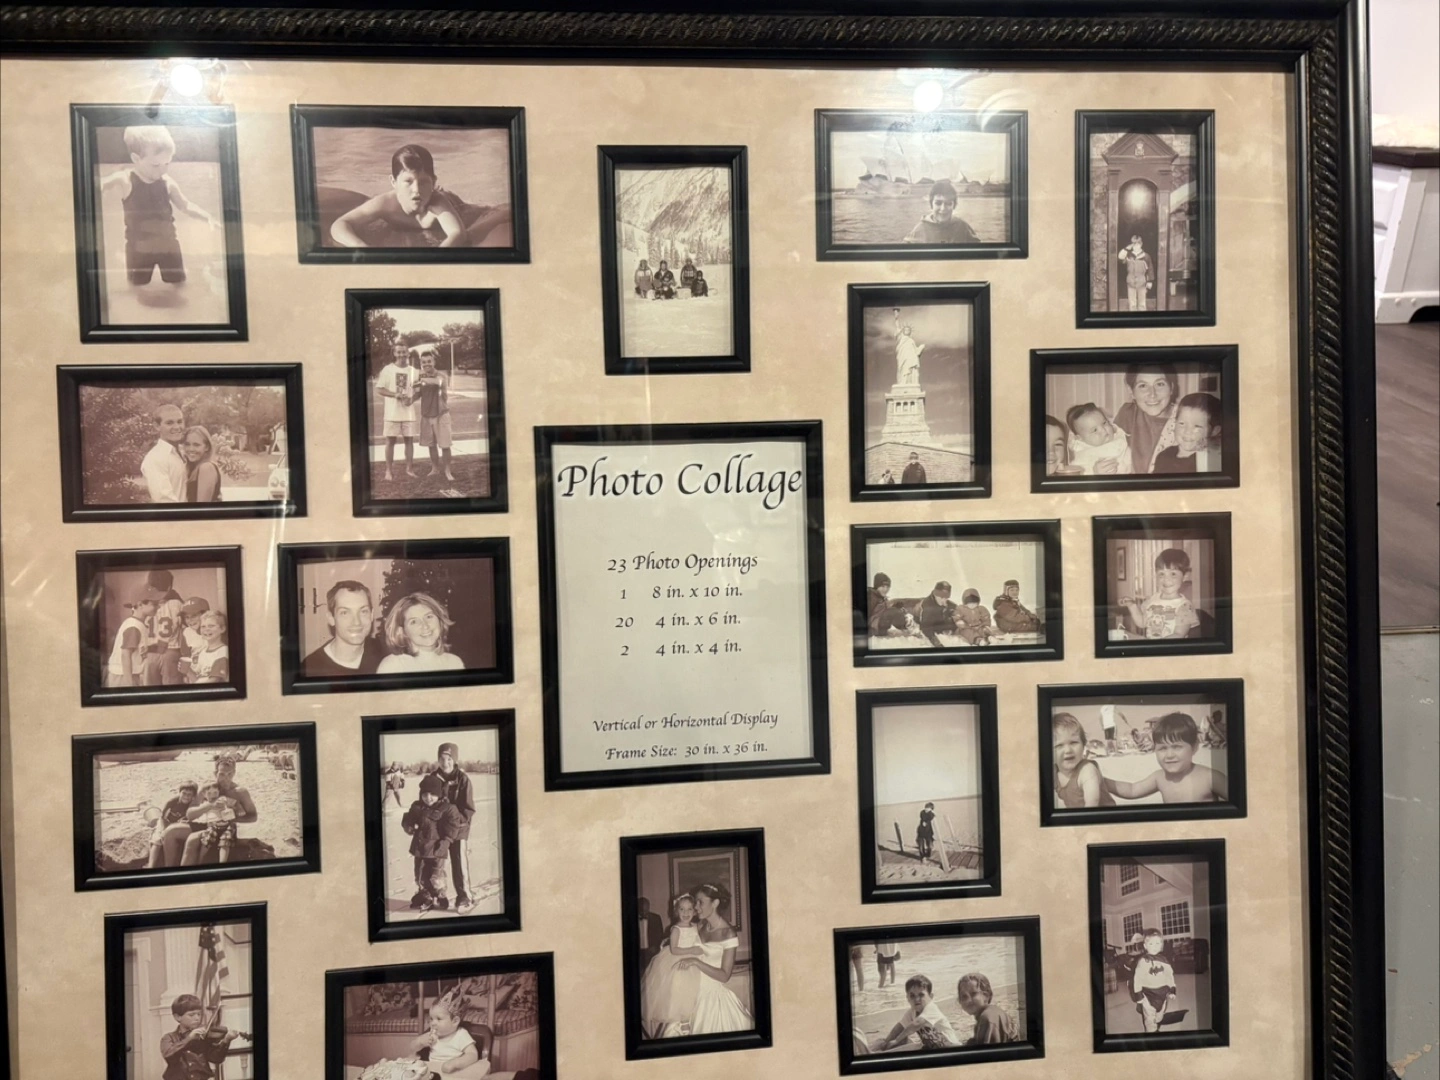 Photo Collage
23 Photo Openings
1 8 in. x 10 in.
20 4 in. x 6 in.
2 4 in. x 4 in.
Vertical or Horizontal Display
Frame Size: 30 in. x 36 in.